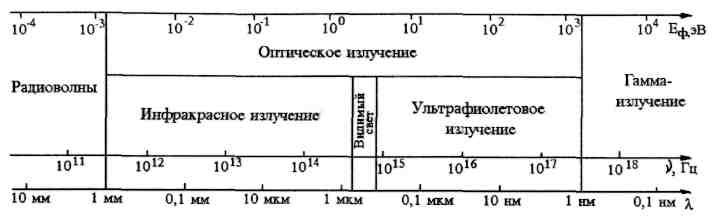 10-4 10-3 10-2 10-1 10⁰ 10¹ 10² 10³ 10⁴ Eф,эВ
Оптическое излучение
Радиоволны
Инфракрасное излучение
Видимый
свет
Ультрафиолетовое
излучение
Гамма-
излучение
10¹¹ 10¹² 10¹³ 10¹⁴ 10¹⁵ 10¹⁶ 10¹⁷ 10¹⁸ ν, Гц
10 мм 1 мм 0,1 мм 10 мкм 1 мкм 0,1 мкм 10 нм 1 нм 0,1 нм λ